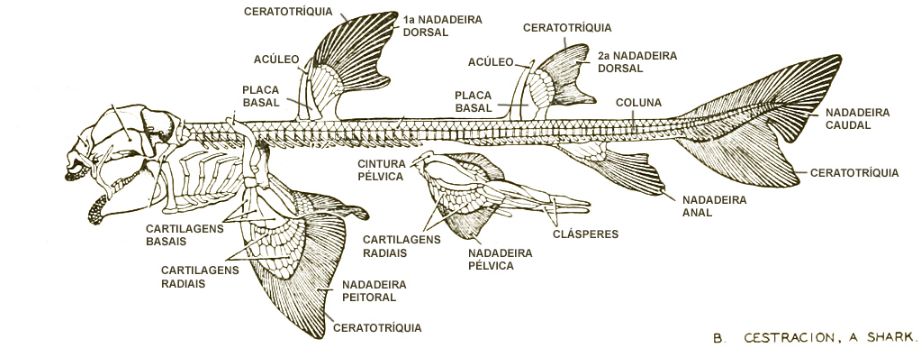 CERATOTRÍQUIA
1a NADADEIRA
DORSAL
ACÚLEO
PLACA
BASAL
CERATOTRÍQUIA
ACÚLEO
2a NADADEIRA
DORSAL
PLACA
BASAL
COLUNA
NADADEIRA
CAUDAL
CERATOTRÍQUIA
CINTURA
PÉLVICA
NADADEIRA
ANAL
CARTILAGENS
BASAIS
CARTILAGENS
RADIAIS
CLÁSPERES
NADADEIRA
PÉLVICA
CARTILAGENS
RADIAIS
NADADEIRA
PEITORAL
CERATOTRÍQUIA
B. CESTRACION, A SHARK.